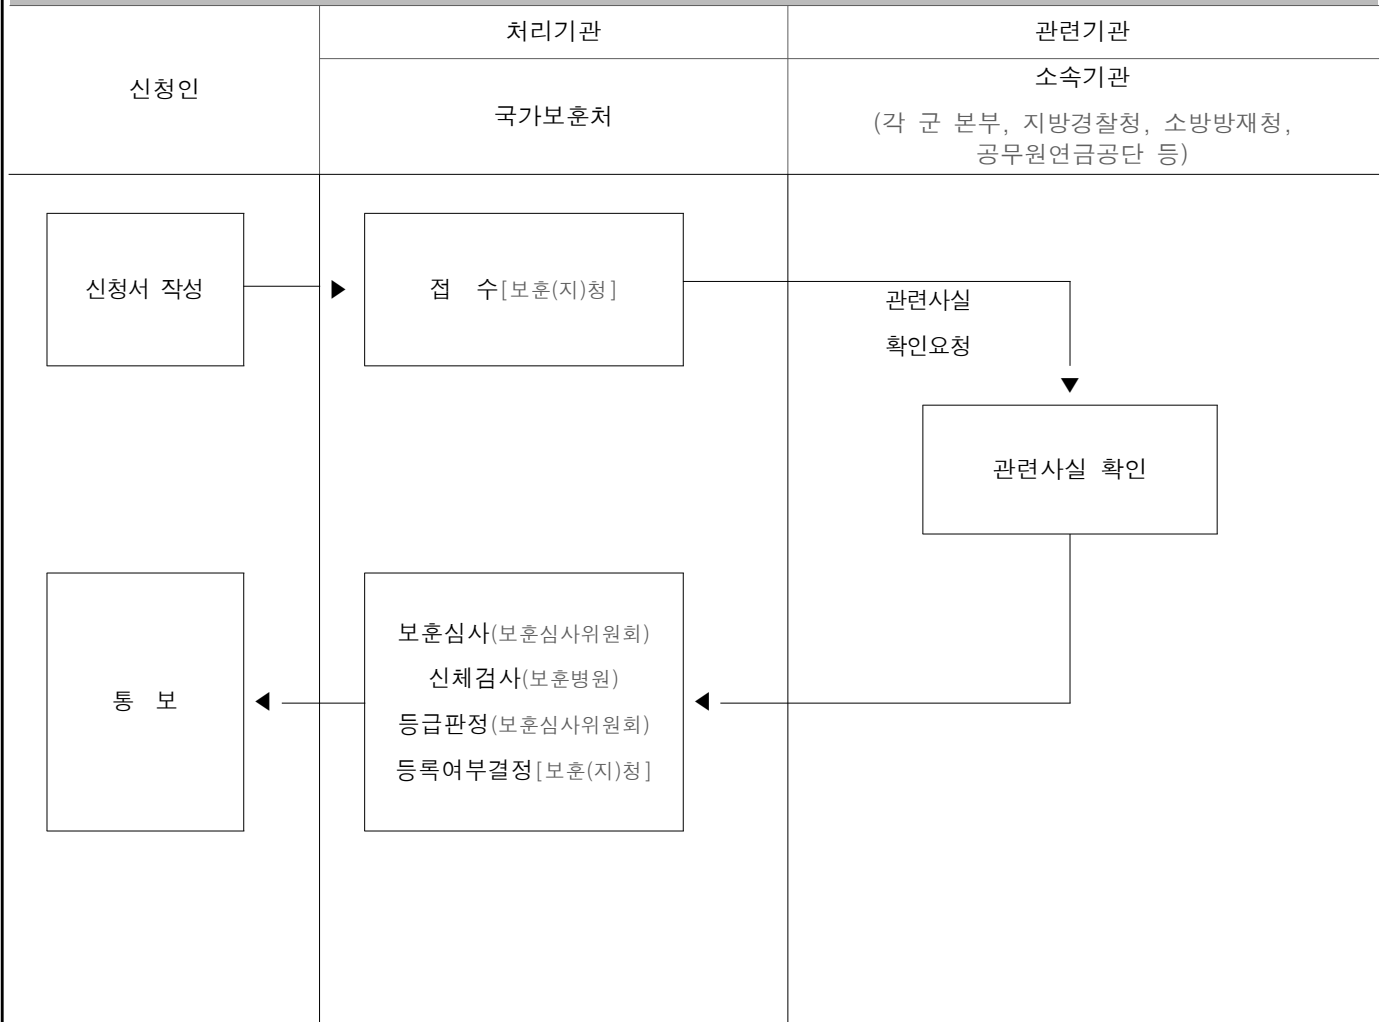 신청인
처리기관
관련기관
국가보훈처
소속기관
(각 군 본부, 지방경찰청, 소방방재청,
공무원연금공단 등)
신청서 작성
접 수[보훈(지)청]
관련사실
확인요청
관련사실 확인
보훈심사(보훈심사위원회)
신체검사(보훈병원)
등급판정(보훈심사위원회)
등록여부결정[보훈(지)청]
통 보